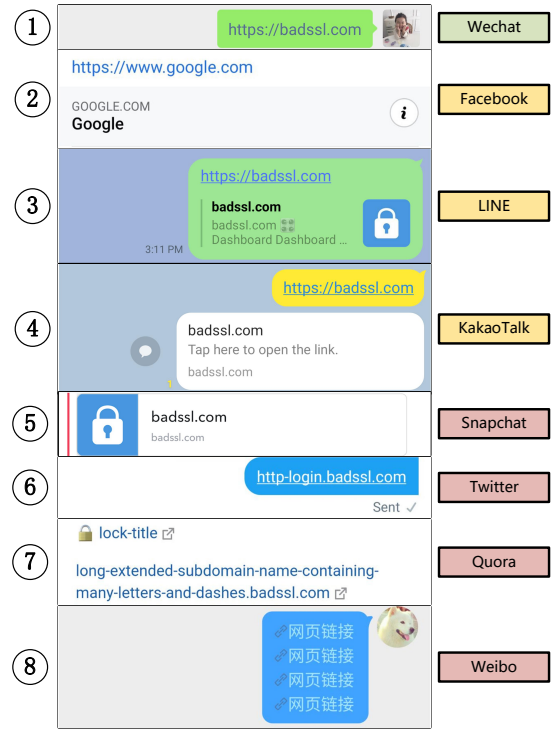 1 https://badssl.com Wechat
https://www.google.com
2 GOOGLE.COM Facebook
Google i
3 https://badssl.com LINE
badssl.com
badssl.com
Dashboard Dashboard ...
3:11 PM
https://badssl.com
4 badssl.com KakaoTalk
Tap here to open the link.
badssl.com
1
5 badssl.com Snapchat
badssl.com
6 http-login.badssl.com Twitter
Sent ✓
lock-title
7 Quora
long-extended-subdomain-name-containing-
many-letters-and-dashes.badssl.com
网页链接
网页链接
8 Weibo
网页链接
网页链接